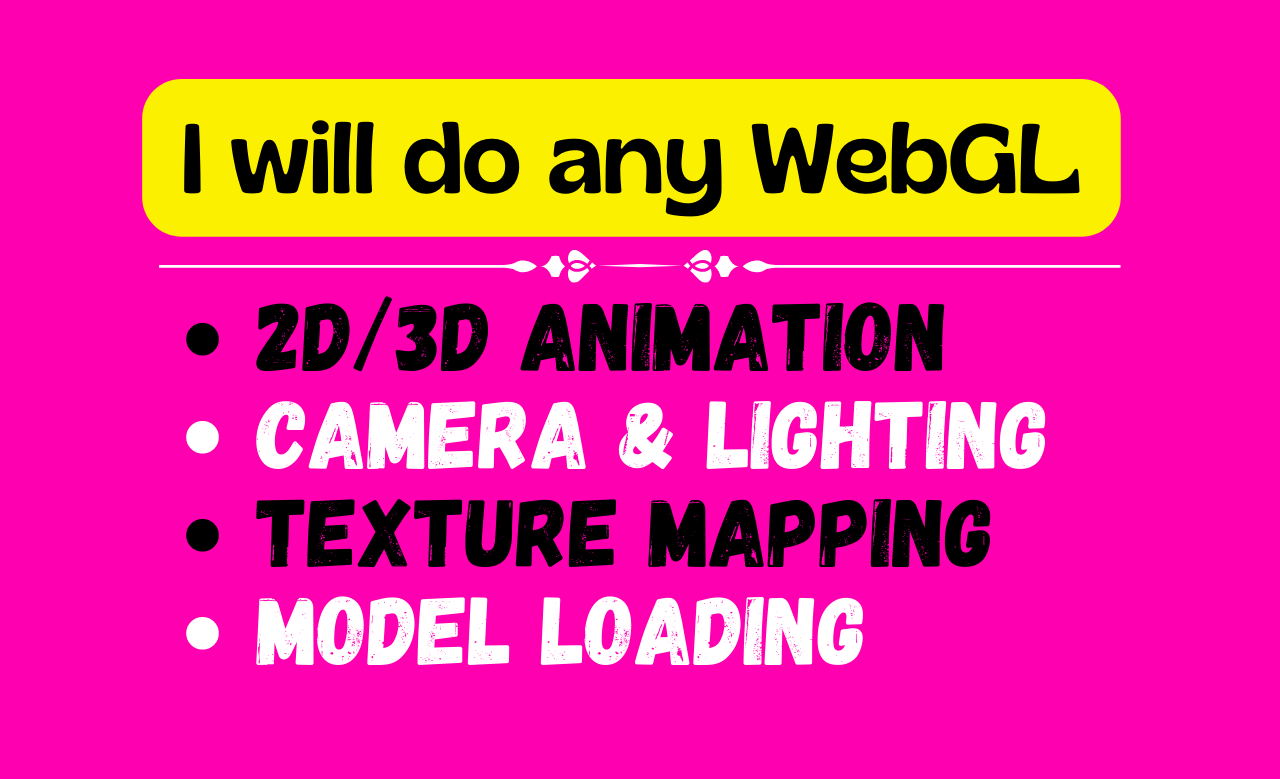 I will do any WebGL
• 2D/3D ANIMATION
• CAMERA & LIGHTING
• TEXTURE MAPPING
• MODEL LOADING